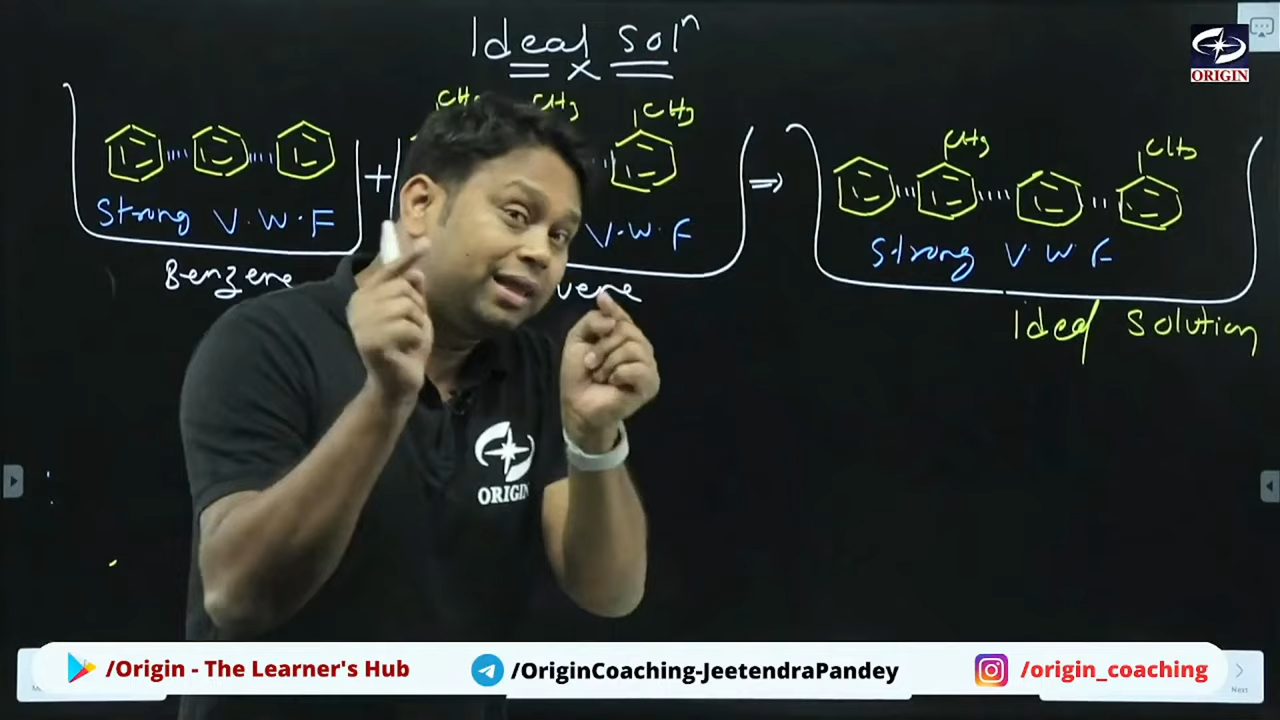 Ideal solⁿ
ORIGIN
CH3
CH3
CH3
CH3
+
⇒
Strong V.W.F
V.W.F
Strong V.W.F
Benzene
uene
Ideal Solution
ORIGIN
/Origin - The Learner's Hub
/OriginCoaching-JeetendraPandey
/origin_coaching
Next